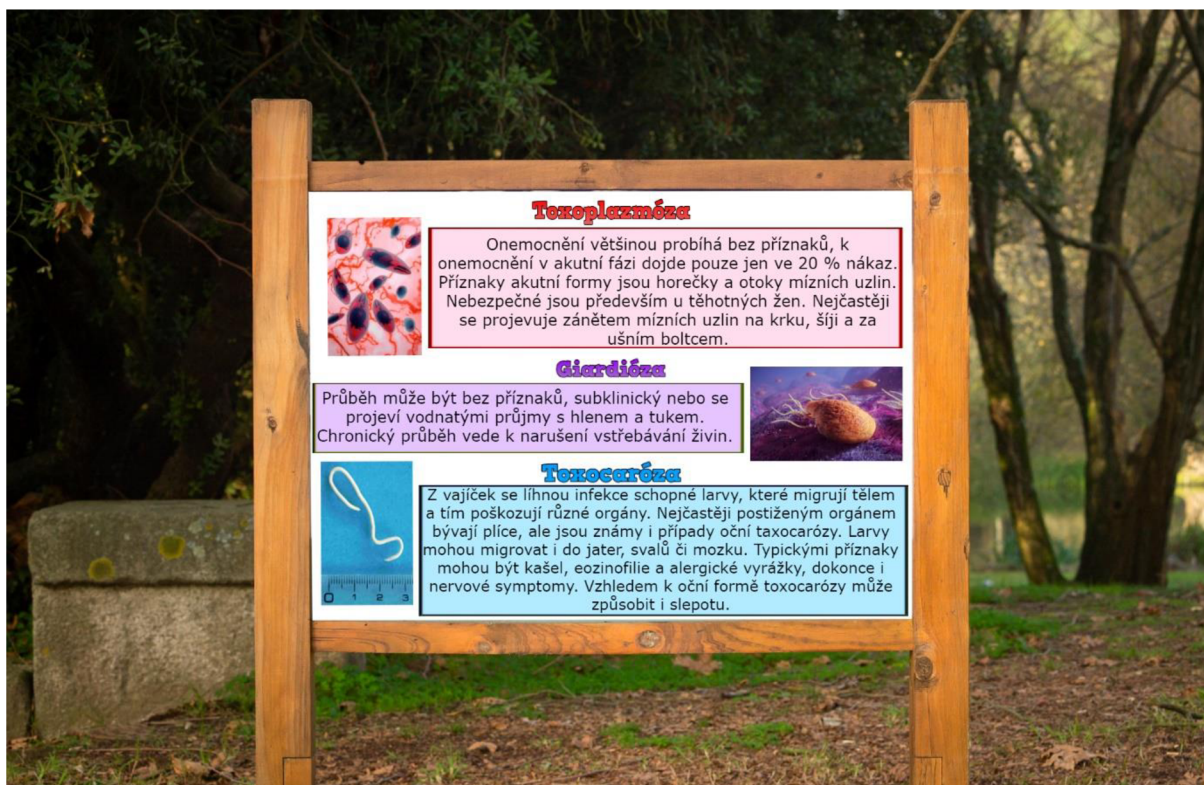 Toxoplazmóza
Onemocnění většinou probíhá bez příznaků, k
onemocnění v akutní fázi dojde pouze jen ve 20 % nákaz.
Příznaky akutní formy jsou horečky a otoky mízních uzlin.
Nebezpečné jsou především u těhotných žen. Nejčastěji
se projevuje zánětem mízních uzlin na krku, šíji a za
ušním boltcem.
Giardióza
Průběh může být bez příznaků, subklinický nebo se
projeví vodnatými průjmy s hlenem a tukem.
Chronický průběh vede k narušení vstřebávání živin.
Toxocaróza
Z vajíček se líhnou infekce schopné larvy, které migrují tělem
a tím poškozují různé orgány. Nejčastěji postiženým orgánem
bývají plíce, ale jsou známy i případy oční taxocarózy. Larvy
mohou migrovat i do jater, svalů či mozku. Typickými příznaky
mohou být kašel, eozinofilie a alergické vyrážky, dokonce i
nervové symptomy. Vzhledem k oční formě toxocarózy může
způsobit i slepotu.
0 1 2 3